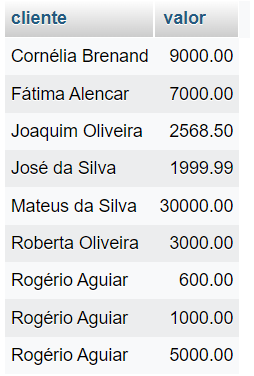 cliente valor
Cornélia Brenand 9000.00
Fátima Alencar 7000.00
Joaquim Oliveira 2568.50
José da Silva 1999.99
Mateus da Silva 30000.00
Roberta Oliveira 3000.00
Rogério Aguiar 600.00
Rogério Aguiar 1000.00
Rogério Aguiar 5000.00